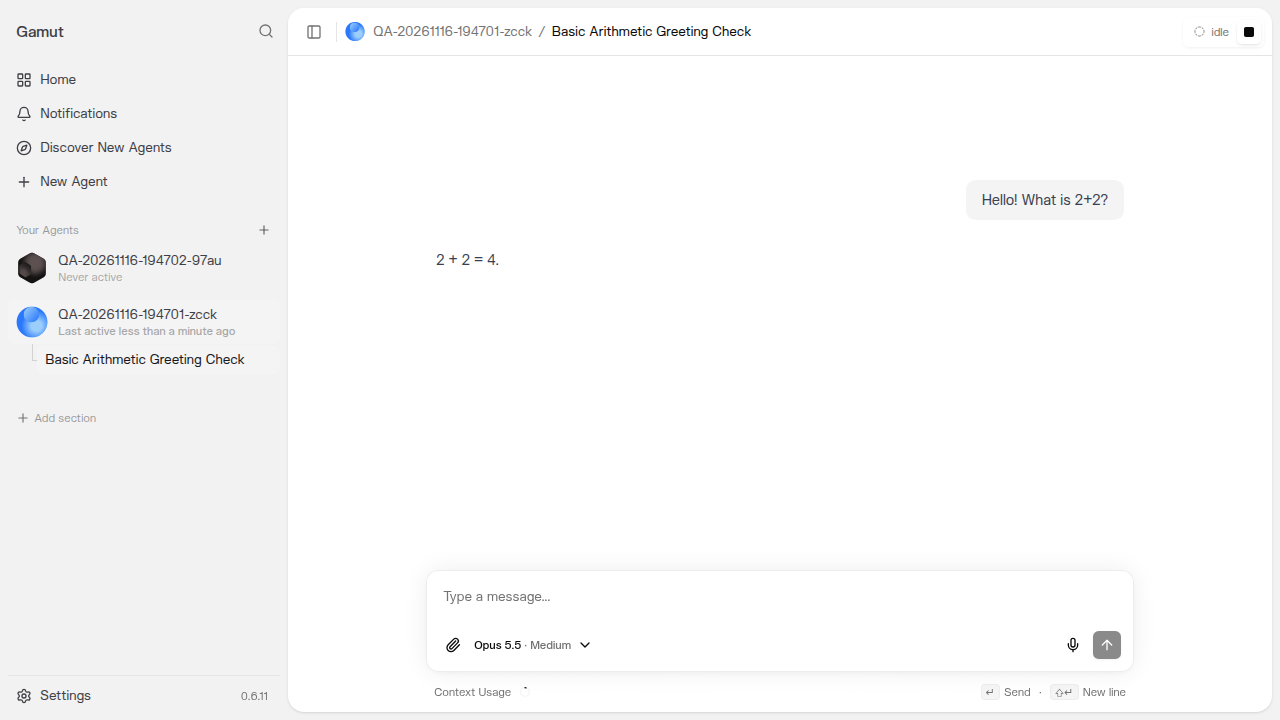 Gamut
Home
Notifications
Discover New Agents
New Agent
Your Agents
QA-20261116-194702-97au
Never active
QA-20261116-194701-zcck
Last active less than a minute ago
Basic Arithmetic Greeting Check
Add section
Settings
0.6.11
QA-20261116-194701-zcck / Basic Arithmetic Greeting Check
idle
Hello! What is 2+2?
2 + 2 = 4.
Type a message...
Opus 5.5 · Medium
Context Usage
Send · New line